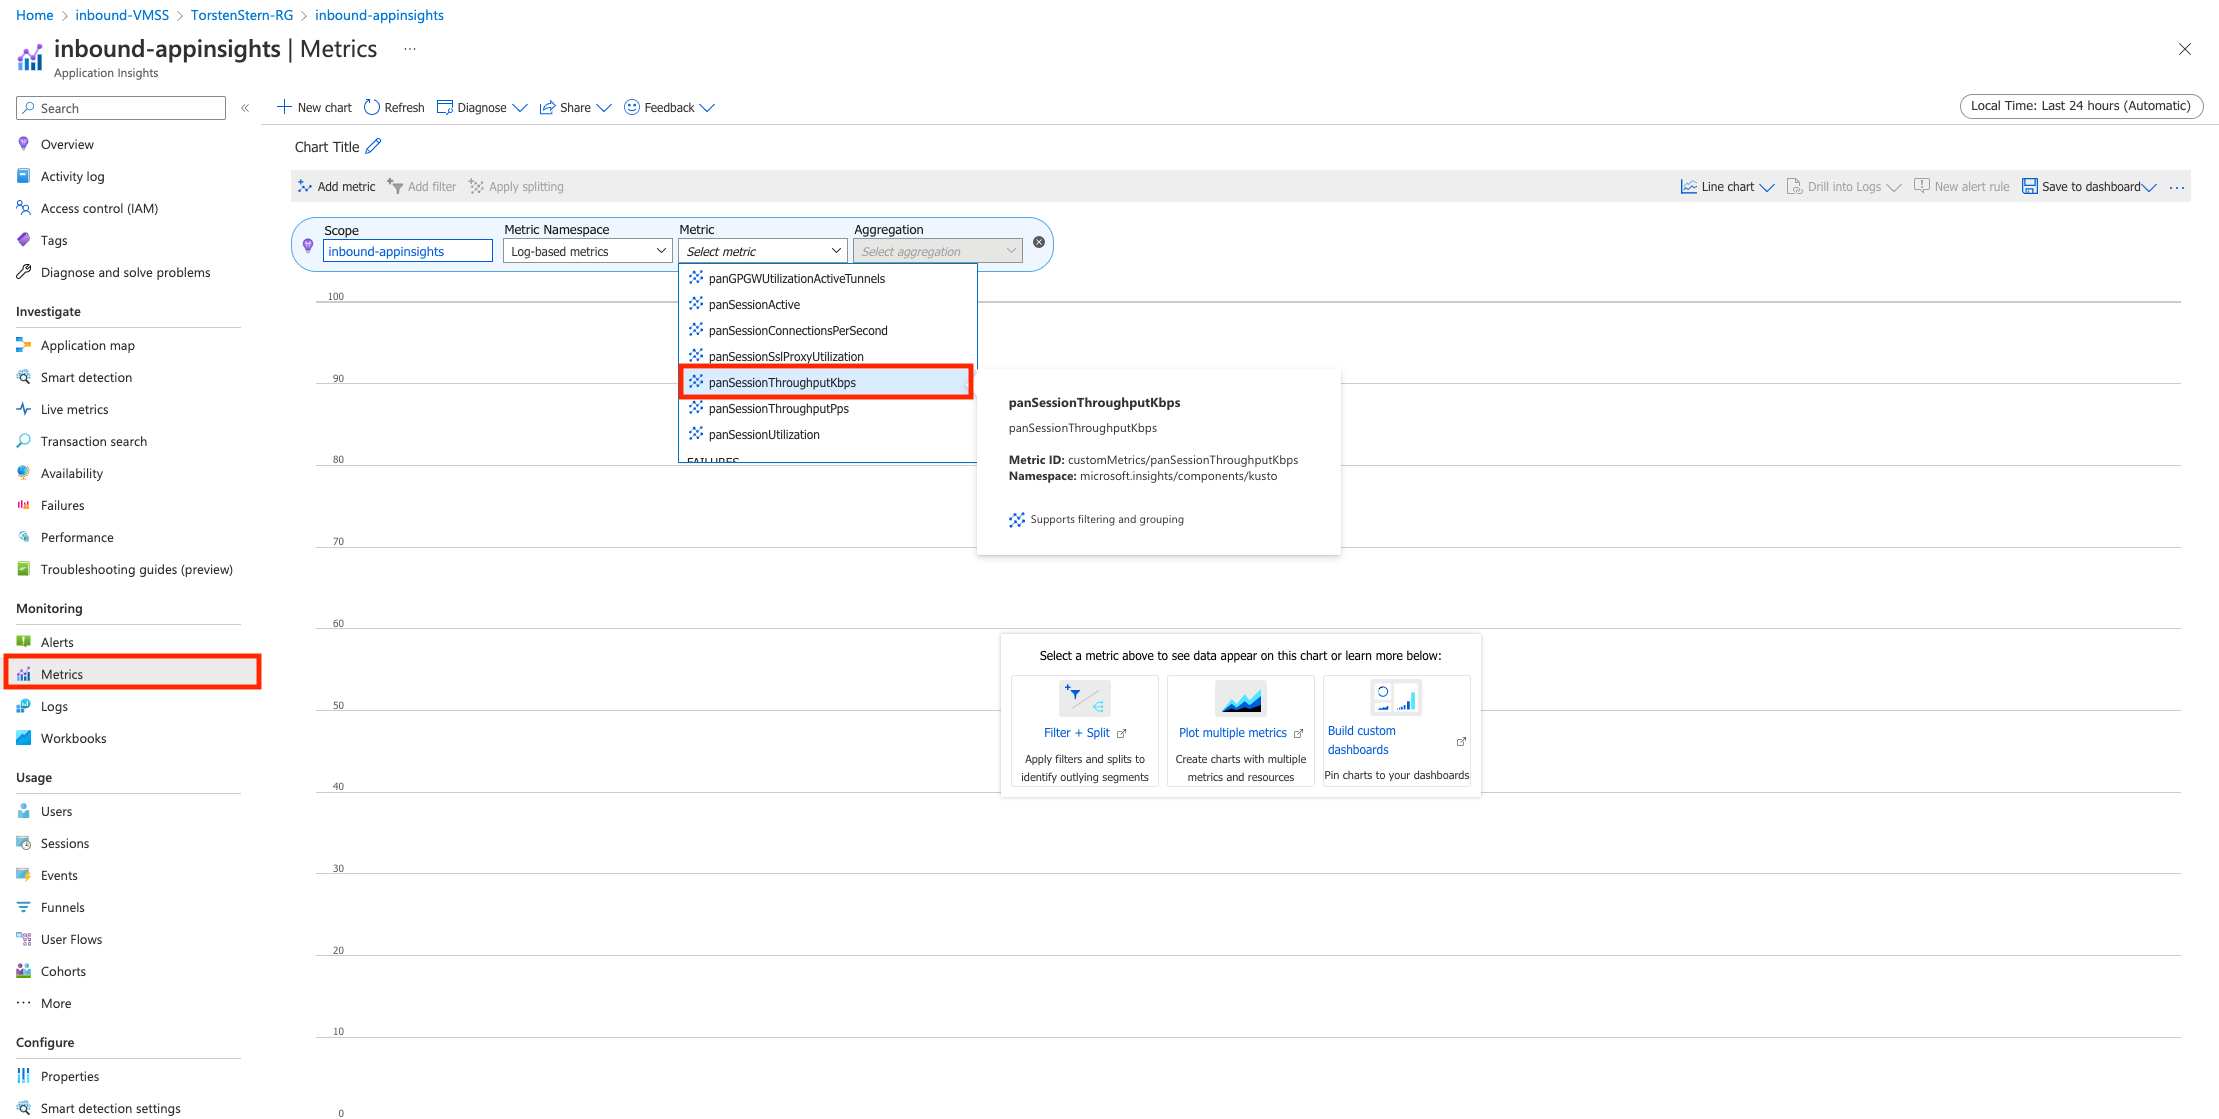 Home > inbound-VMSS > TorstenStern-RG > inbound-appinsights
inbound-appinsights | Metrics ...
Application Insights
Search «
New chart Refresh Diagnose Share Feedback Local Time: Last 24 hours (Automatic)
Overview
Activity log
Access control (IAM)
Tags
Diagnose and solve problems
Investigate
Application map
Smart detection
Live metrics
Transaction search
Availability
Failures
Performance
Troubleshooting guides (preview)
Monitoring
Alerts
Metrics
Logs
Workbooks
Usage
Users
Sessions
Events
Funnels
User Flows
Cohorts
... More
Configure
Properties
Smart detection settings
Chart Title
Add metric Add filter Apply splitting Line chart Drill into Logs New alert rule Save to dashboard ...
Scope Metric Namespace Metric Aggregation
inbound-appinsights Log-based metrics Select metric Select aggregation
panGPGWUtilizationActiveTunnels
panSessionActive
panSessionConnectionsPerSecond
panSessionSslProxyUtilization
panSessionThroughputKbps
panSessionThroughputPps
panSessionUtilization
FAILURES
panSessionThroughputKbps
panSessionThroughputKbps
Metric ID: customMetrics/panSessionThroughputKbps
Namespace: microsoft.insights/components/kusto
Supports filtering and grouping
100
90
80
70
60
50
40
30
20
10
0
Select a metric above to see data appear on this chart or learn more below:
Filter + Split
Apply filters and splits to
identify outlying segments
Plot multiple metrics
Create charts with multiple
metrics and resources
Build custom
dashboards
Pin charts to your dashboards